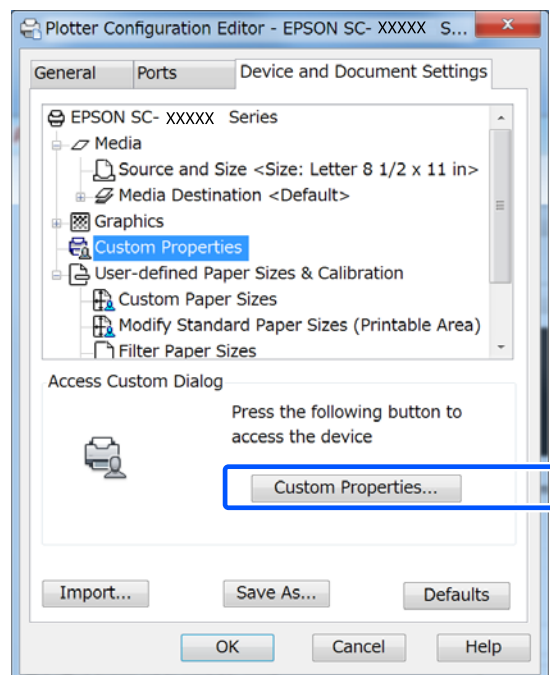 Plotter Configuration Editor - EPSON SC- XXXXX S...
General Ports Device and Document Settings
EPSON SC- XXXXX Series
Media
Source and Size <Size: Letter 8 1/2 x 11 in>
Media Destination <Default>
Graphics
Custom Properties
User-defined Paper Sizes & Calibration
Custom Paper Sizes
Modify Standard Paper Sizes (Printable Area)
Filter Paper Sizes
Access Custom Dialog
Press the following button to
access the device
Custom Properties...
Import... Save As... Defaults
OK Cancel Help